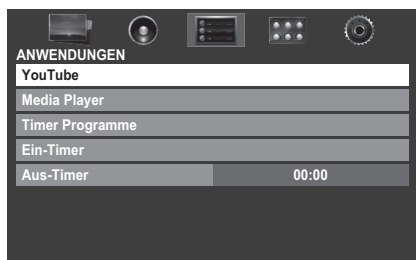 ANWENDUNGEN
YouTube
Media Player
Timer Programme
Ein-Timer
Aus-Timer 00:00